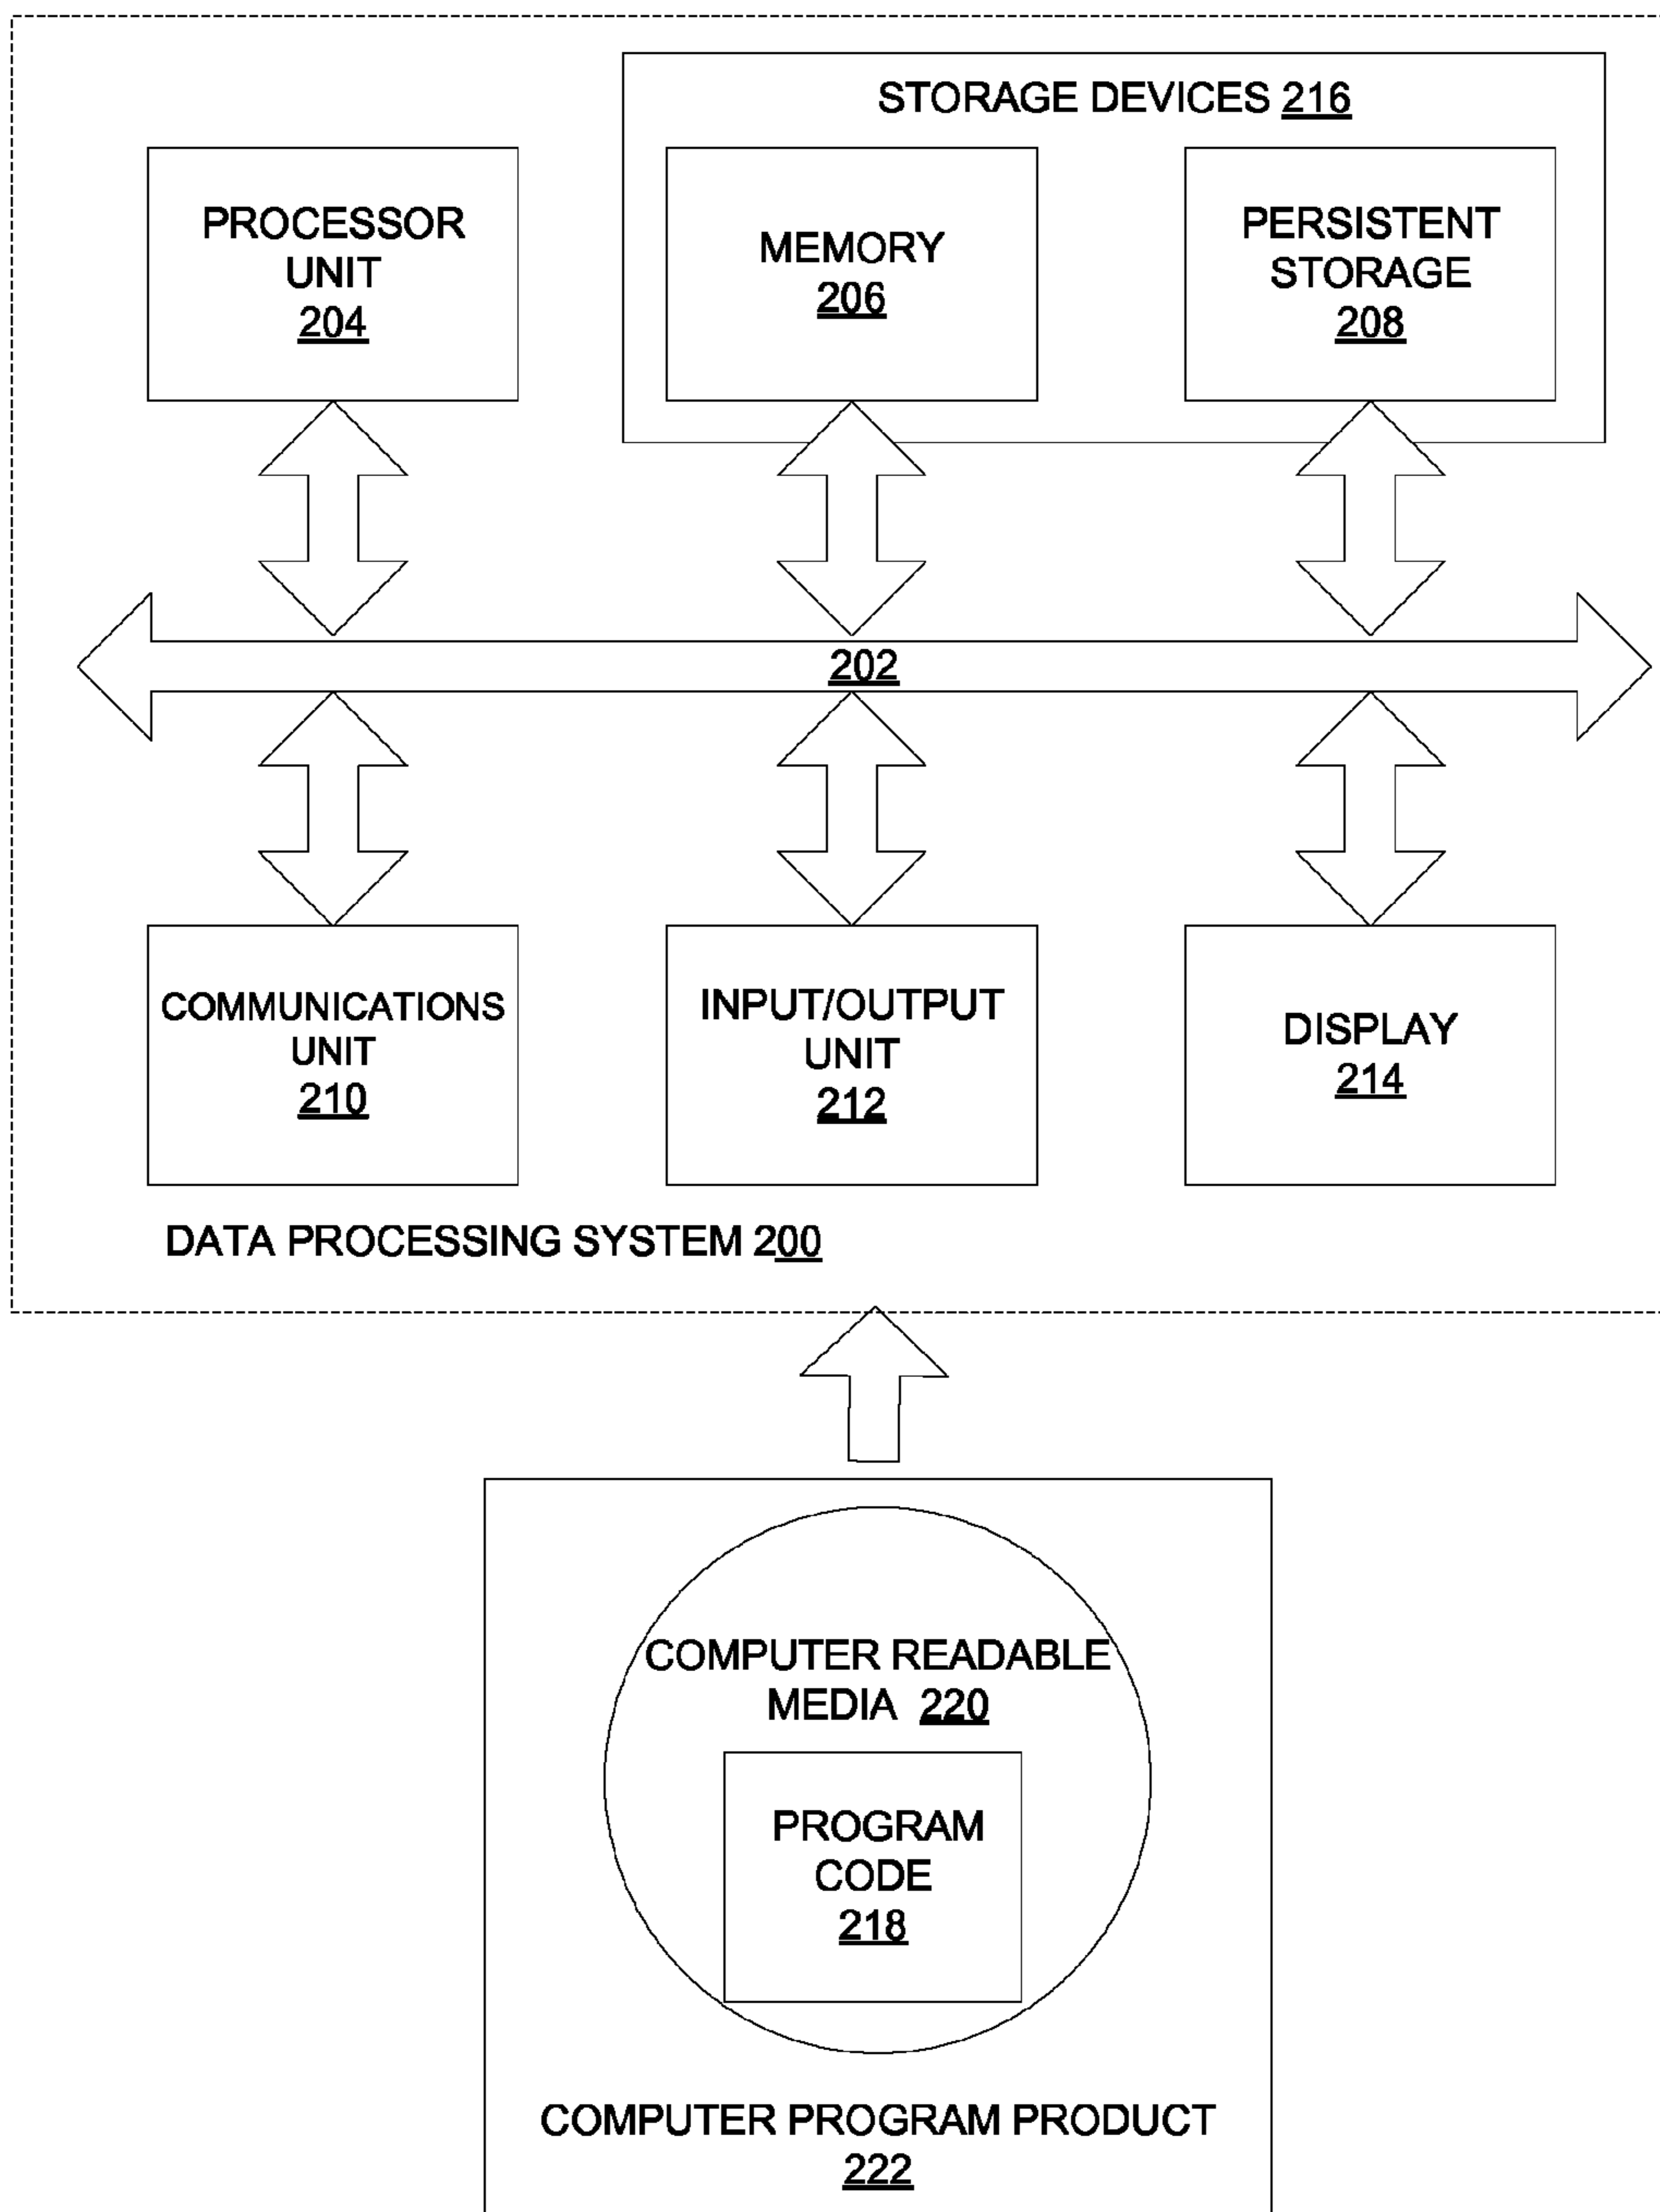 STORAGE DEVICES 216
PROCESSOR
UNIT
204
MEMORY
206
PERSISTENT
STORAGE
208
202
COMMUNICATIONS
UNIT
210
INPUT/OUTPUT
UNIT
212
DISPLAY
214
DATA PROCESSING SYSTEM 200
COMPUTER READABLE
MEDIA 220
PROGRAM
CODE
218
COMPUTER PROGRAM PRODUCT
222